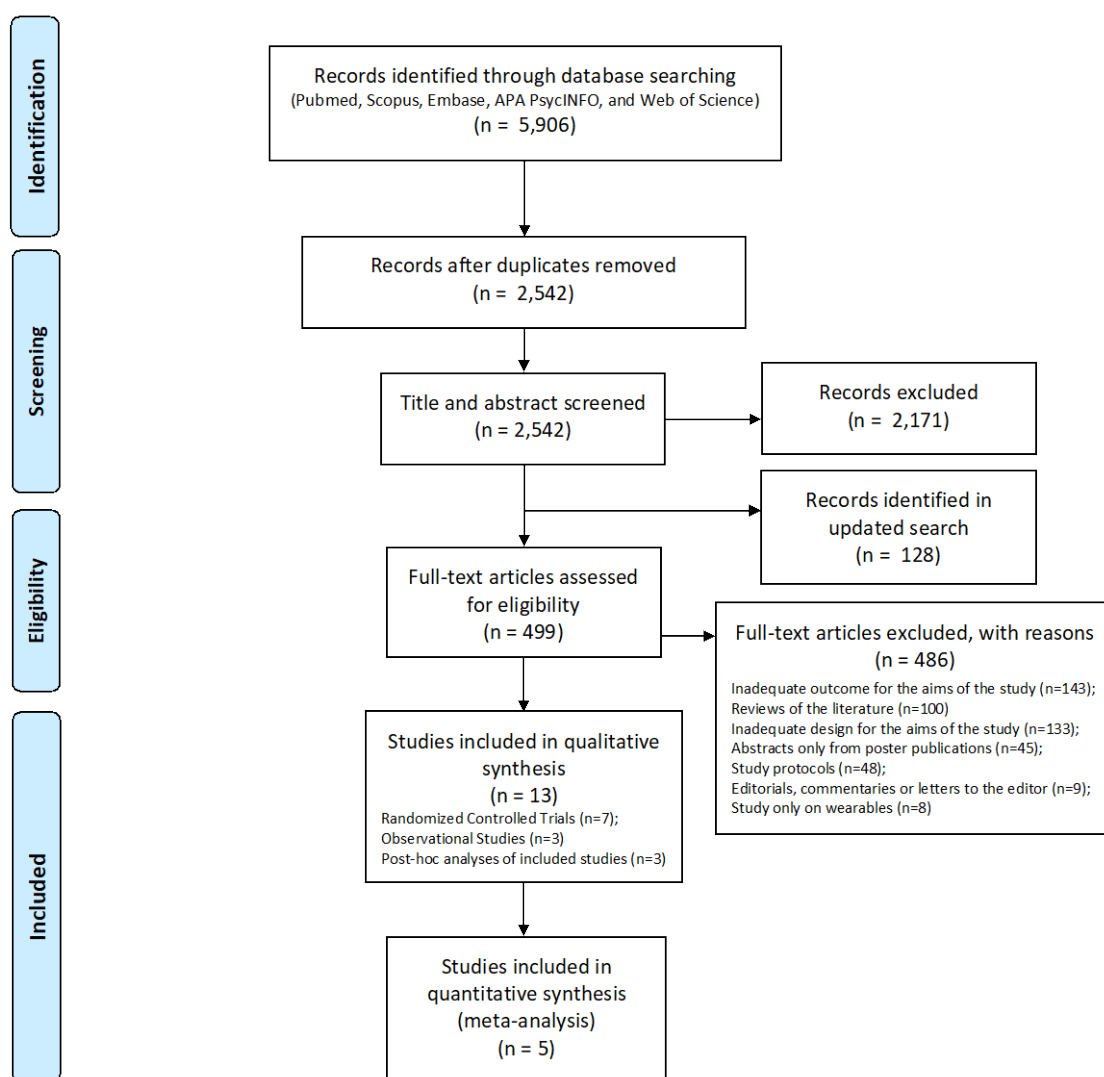 Identification
Records identified through database searching
(Pubmed, Scopus, Embase, APA PsycINFO, and Web of Science)
(n = 5,906)
Screening
Records after duplicates removed
(n = 2,542)
Title and abstract screened
(n = 2,542)
Records excluded
(n = 2,171)
Records identified in
updated search
(n = 128)
Eligibility
Full-text articles assessed
for eligibility
(n = 499)
Full-text articles excluded, with reasons
(n = 486)
Inadequate outcome for the aims of the study (n=143);
Reviews of the literature (n=100)
Inadequate design for the aims of the study (n=133);
Abstracts only from poster publications (n=45);
Study protocols (n=48);
Editorials, commentaries or letters to the editor (n=9);
Study only on wearables (n=8)
Included
Studies included in qualitative
synthesis
(n = 13)
Randomized Controlled Trials (n=7);
Observational Studies (n=3)
Post-hoc analyses of included studies (n=3)
Studies included in
quantitative synthesis
(meta-analysis)
(n = 5)